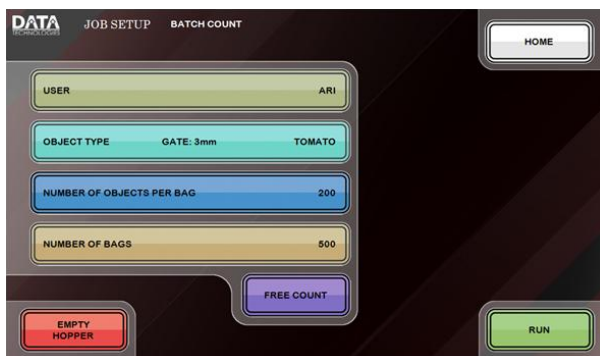 DATA
TECHNOLOGIES
JOB SETUP BATCH COUNT
HOME
USER ARI
OBJECT TYPE GATE: 3mm TOMATO
NUMBER OF OBJECTS PER BAG 200
NUMBER OF BAGS 500
FREE COUNT
EMPTY
HOPPER
RUN